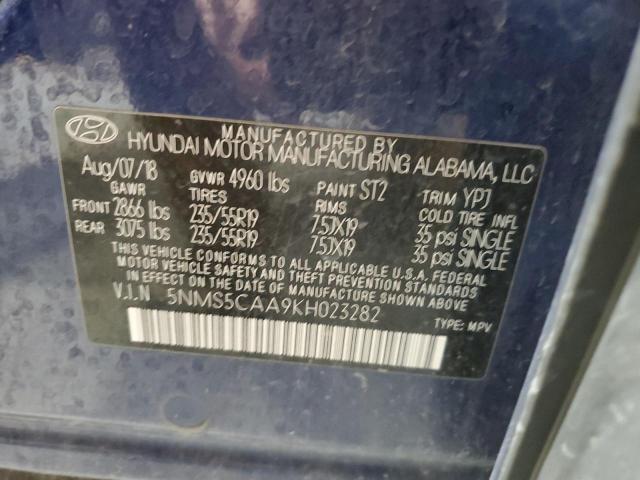 MANUFACTURED BY
HYUNDAI MOTOR MANUFACTURING ALABAMA, LLC
Aug/07/18 GVWR 4960 lbs PAINT ST2 TRIM YPJ
GAWR TIRES RIMS COLD TIRE INFL
FRONT 2866 lbs 235/55R19 7.5JX19 35 psi SINGLE
REAR 3075 lbs 235/55R19 7.5JX19 35 psi SINGLE
THIS VEHICLE CONFORMS TO ALL APPLICABLE U.S.A. FEDERAL
MOTOR VEHICLE SAFETY AND THEFT PREVENTION STANDARDS
IN EFFECT ON THE DATE OF MANUFACTURE SHOWN ABOVE.
V.I.N 5NMS5CAA9KH023282
TYPE: MPV